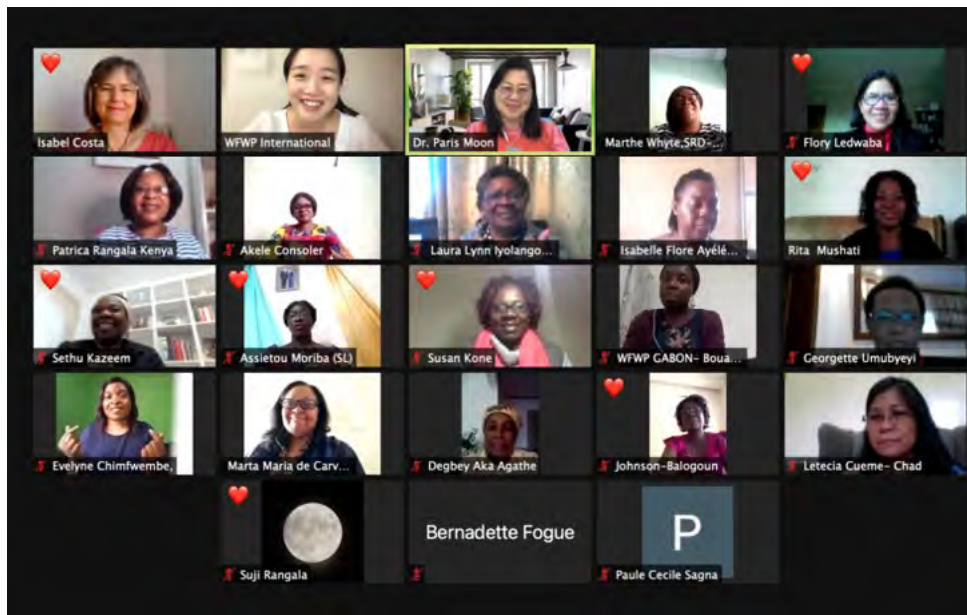 Isabel Costa
WFWP International
Dr. Paris Moon
Marthe Whyte,SRD-...
Flory Ledwaba
Patrica Rangala Kenya
Akele Consoler
Laura Lynn Iyolango...
Isabelle Flore Ayélé...
Rita Mushati
Sethu Kazeem
Assietou Moriba (SL)
Susan Kone
WFWP GABON- Boua...
Georgette Umubyeyi
Evelyne Chimfwembe,
Marta Maria de Carv...
Degbey Aka Agathe
Johnson-Balogoun
Letecia Cueme- Chad
Suji Rangala
Bernadette Fogue
P
Paule Cecile Sagna